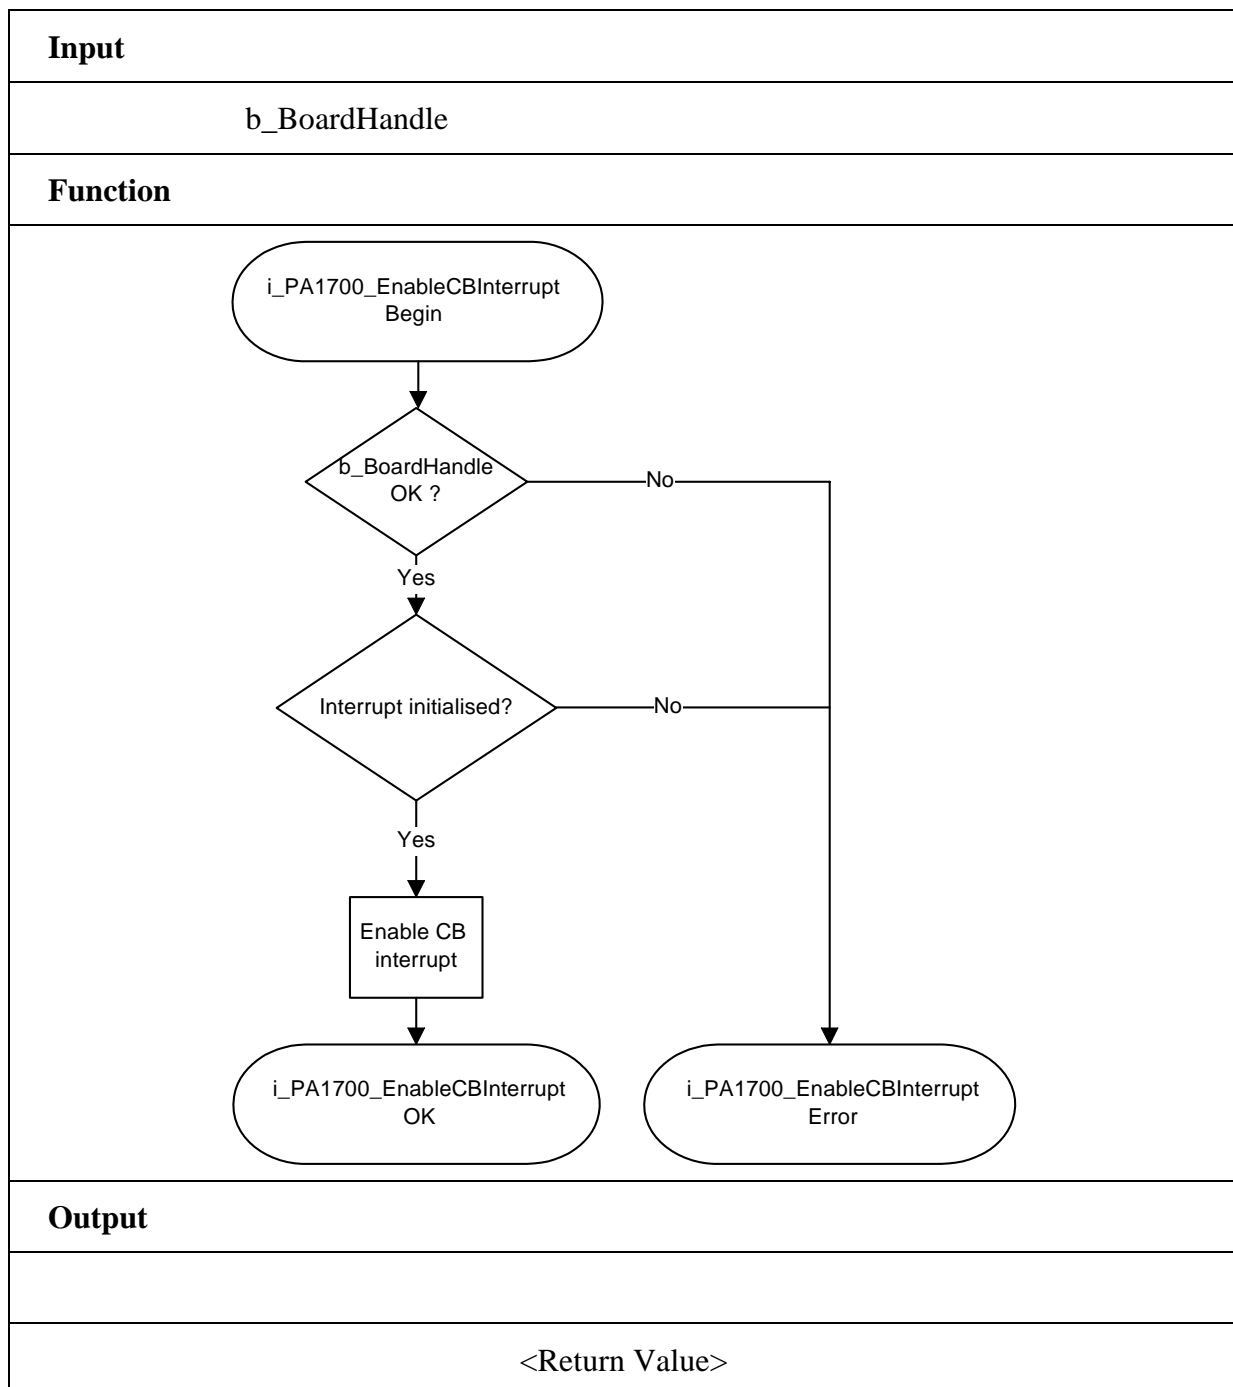 Input
b_BoardHandle
Function
i_PA1700_EnableCBInterrupt
Begin
b_BoardHandle
OK ?
No
Yes
Interrupt initialised?
No
Yes
Enable CB
interrupt
i_PA1700_EnableCBInterrupt
OK
i_PA1700_EnableCBInterrupt
Error
Output
<Return Value>